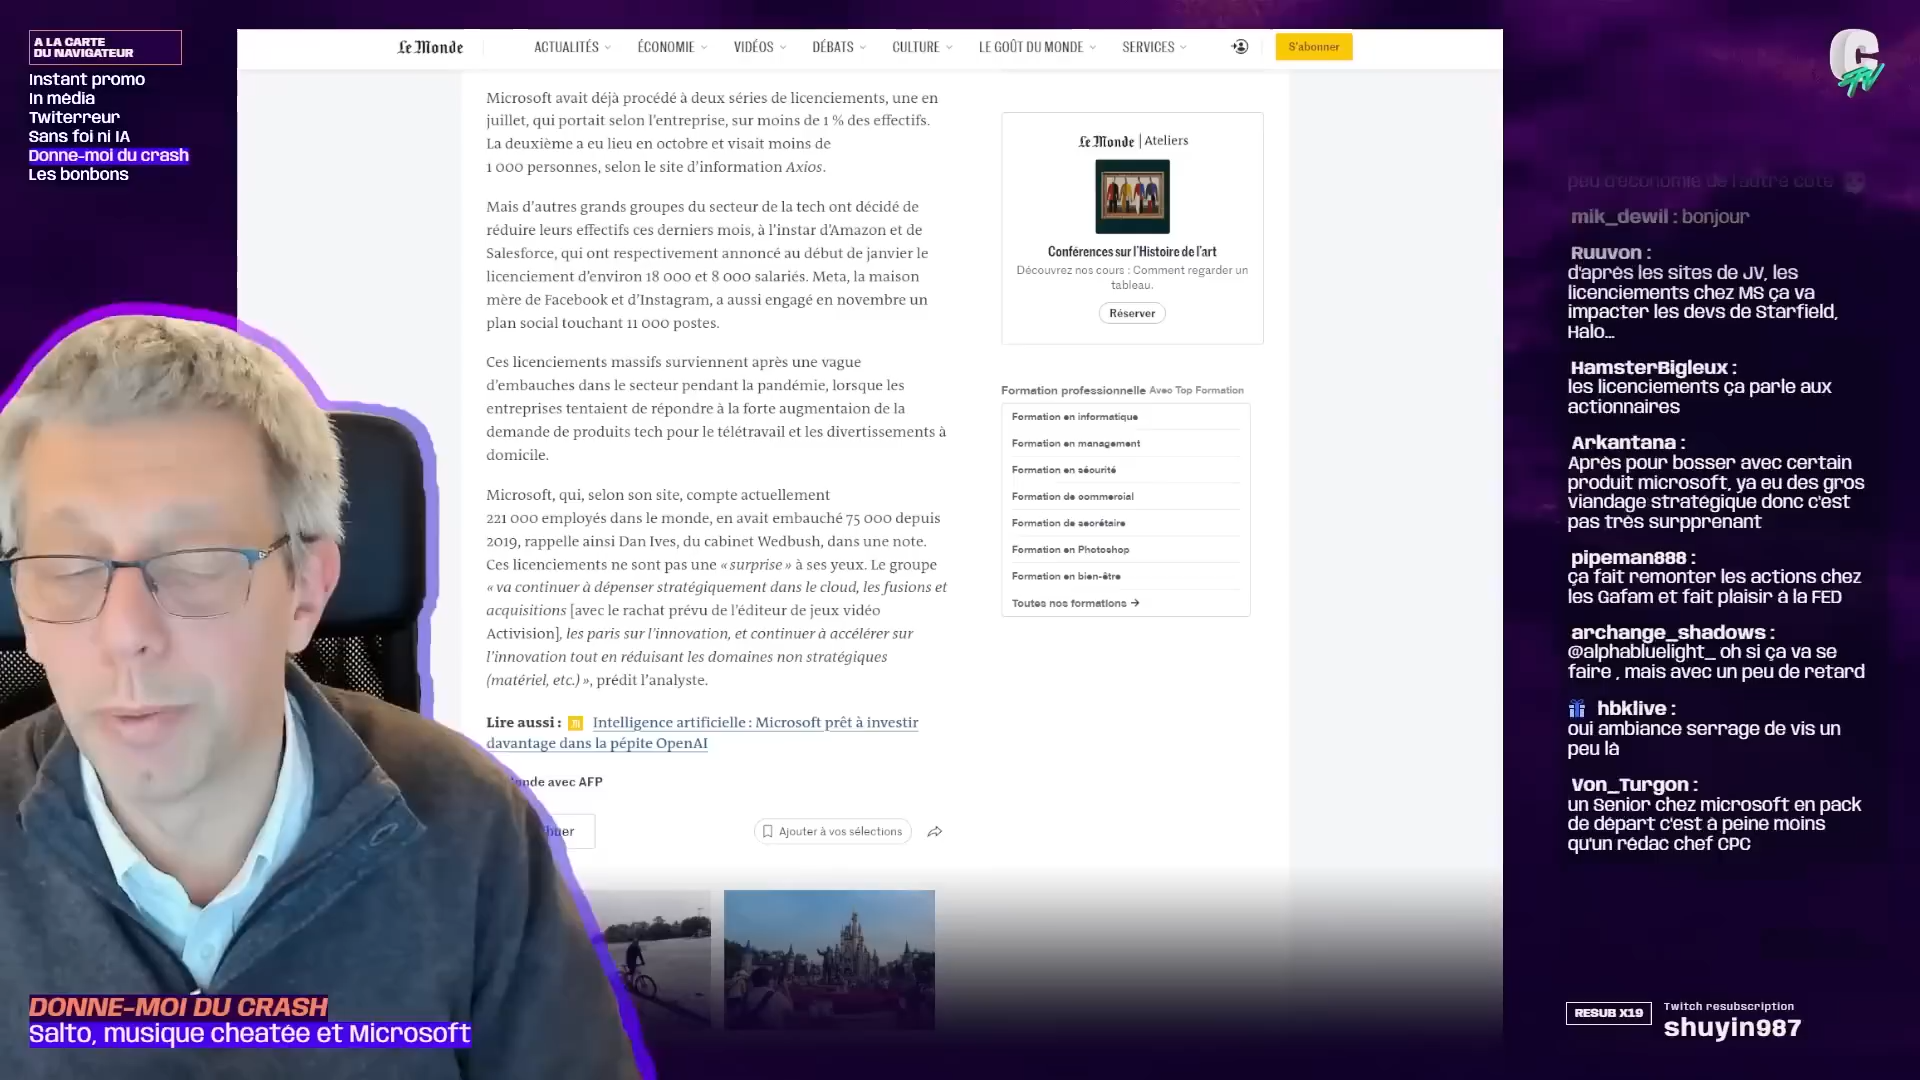 A LA CARTE
DU NAVIGATEUR
Instant promo
In média
Twiterreur
Sans foi ni IA
Donne-moi du crash
Les bonbons
Le Monde
ACTUALITÉS
ÉCONOMIE
VIDÉOS
DÉBATS
CULTURE
LE GOÛT DU MONDE
SERVICES
S'abonner
Microsoft avait déjà procédé à deux séries de licenciements, une en
juillet, qui portait selon l'entreprise, sur moins de 1 % des effectifs.
La deuxième a eu lieu en octobre et visait moins de
1 000 personnes, selon le site d'information Axios.
Mais d'autres grands groupes du secteur de la tech ont décidé de
réduire leurs effectifs ces derniers mois, à l'instar d'Amazon et de
Salesforce, qui ont respectivement annoncé au début de janvier le
licenciement d'environ 18 000 et 8 000 salariés. Meta, la maison
mère de Facebook et d'Instagram, a aussi engagé en novembre un
plan social touchant 11 000 postes.
Ces licenciements massifs surviennent après une vague
d'embauches dans le secteur pendant la pandémie, lorsque les
entreprises tentaient de répondre à la forte augmentaion de la
demande de produits tech pour le télétravail et les divertissements à
domicile.
Microsoft, qui, selon son site, compte actuellement
221 000 employés dans le monde, en avait embauché 75 000 depuis
2019, rappelle ainsi Dan Ives, du cabinet Wedbush, dans une note.
Ces licenciements ne sont pas une « surprise » à ses yeux. Le groupe
« va continuer à dépenser stratégiquement dans le cloud, les fusions et
acquisitions [avec le rachat prévu de l'éditeur de jeux vidéo
Activision], les paris sur l'innovation, et continuer à accélérer sur
l'innovation tout en réduisant les domaines non stratégiques
(matériel, etc.) », prédit l'analyste.
Lire aussi : Intelligence artificielle : Microsoft prêt à investir
davantage dans la pépite OpenAI
onde avec AFP
buer
Ajouter à vos sélections
Le Monde | Ateliers
Conférences sur l'Histoire de l'art
Découvrez nos cours : Comment regarder un
tableau.
Réserver
Formation professionelle Avec Top Formation
Formation en informatique
Formation en management
Formation en sécurité
Formation de commercial
Formation de secrétaire
Formation en Photoshop
Formation en bien-être
Toutes nos formations →
C TV
peu d'économie de l'autre coté
mik_dewil : bonjour
Ruuvon :
d'après les sites de JV, les
licenciements chez MS ça va
impacter les devs de Starfield,
Halo...
HamsterBigleux :
les licenciements ça parle aux
actionnaires
Arkantana :
Après pour bosser avec certain
produit microsoft, ya eu des gros
viandage stratégique donc c'est
pas très surpprenant
pipeman888 :
ça fait remonter les actions chez
les Gafam et fait plaisir à la FED
archange_shadows :
@alphabluelight_ oh si ça va se
faire , mais avec un peu de retard
hbklive :
oui ambiance serrage de vis un
peu là
Von_Turgon :
un Senior chez microsoft en pack
de départ c'est à peine moins
qu'un rédac chef CPC
DONNE-MOI DU CRASH
Salto, musique cheatée et Microsoft
RESUB X19
Twitch resubscription
shuyin987